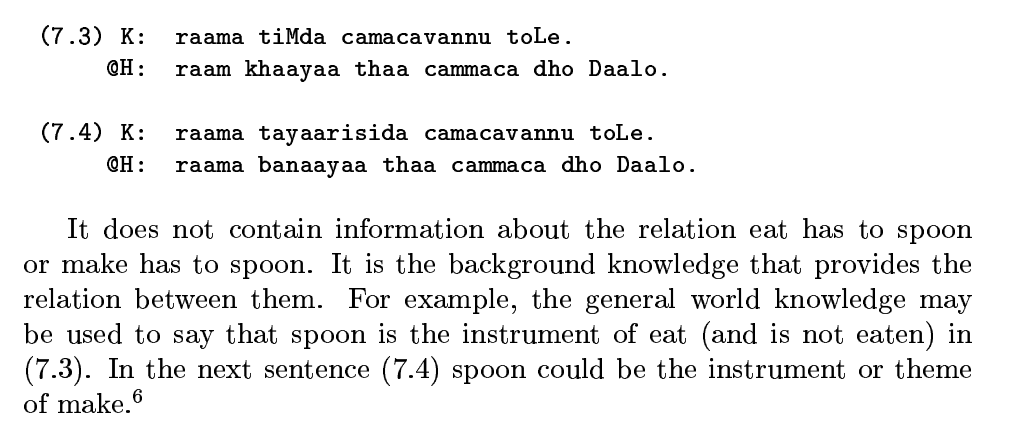 (7.3) K: raama tiMda camacavannu toLe.
@H: raam khaayaa thaa cammaca dho Daalo.
(7.4) K: raama tayaarisida camacavannu toLe.
@H: raama banaayaa thaa cammaca dho Daalo.
It does not contain information about the relation eat has to spoon
or make has to spoon. It is the background knowledge that provides the
relation between them. For example, the general world knowledge may
be used to say that spoon is the instrument of eat (and is not eaten) in
(7.3). In the next sentence (7.4) spoon could be the instrument or theme
of make.⁶